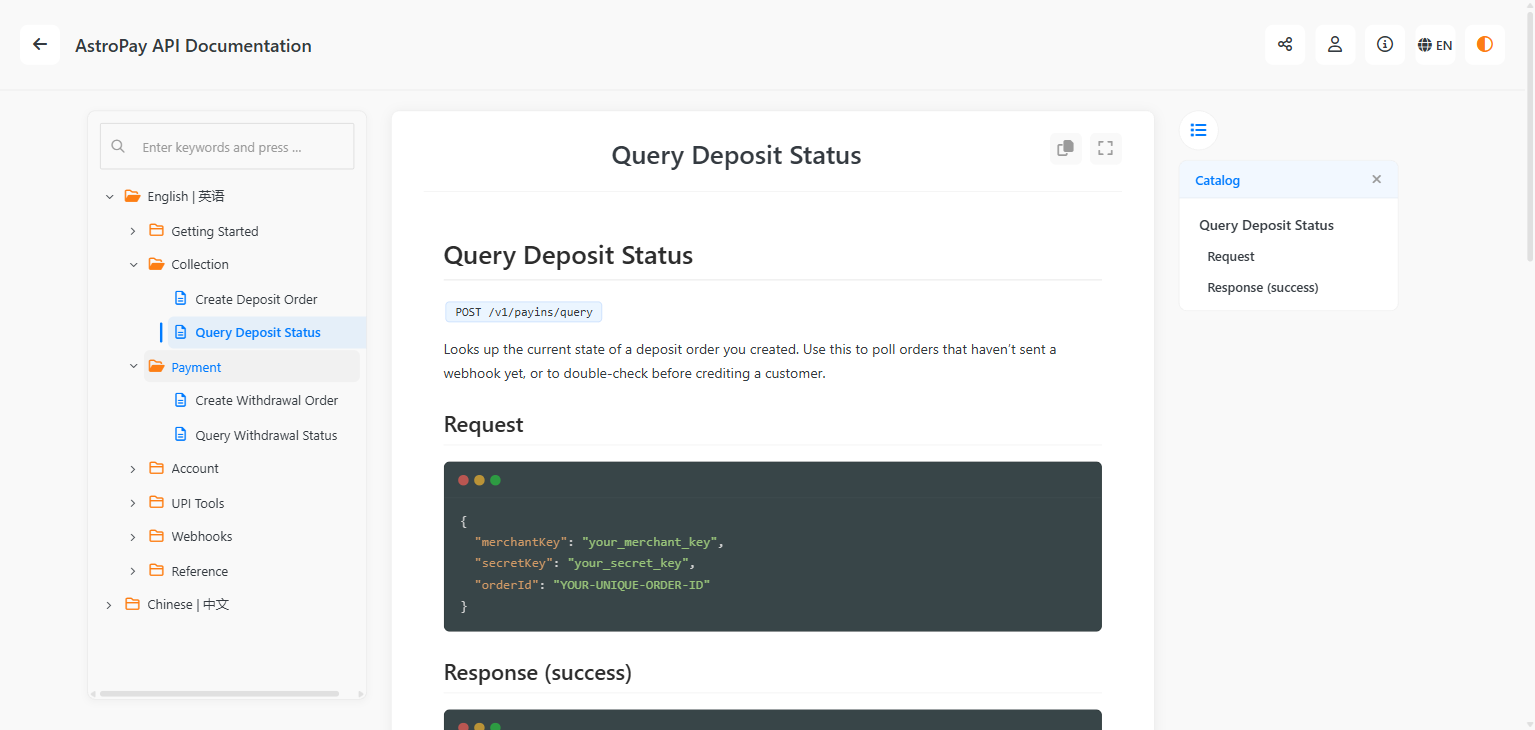 AstroPay API Documentation
EN
Enter keywords and press ...
English | 英语
Getting Started
Collection
Create Deposit Order
Query Deposit Status
Payment
Create Withdrawal Order
Query Withdrawal Status
Account
UPI Tools
Webhooks
Reference
Chinese | 中文
Query Deposit Status
Query Deposit Status
POST /v1/payins/query
Looks up the current state of a deposit order you created. Use this to poll orders that haven’t sent a
webhook yet, or to double-check before crediting a customer.
Request
{
"merchantKey": "your_merchant_key",
"secretKey": "your_secret_key",
"orderId": "YOUR-UNIQUE-ORDER-ID"
}
Response (success)
Catalog
Query Deposit Status
Request
Response (success)